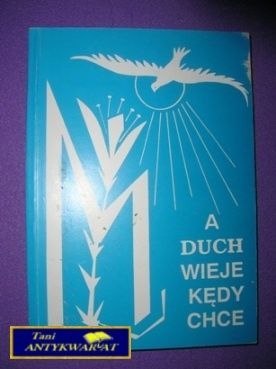 A
DUCH
WIEJE
KĘDY
CHCE
Tani
ANTYKWARIAT